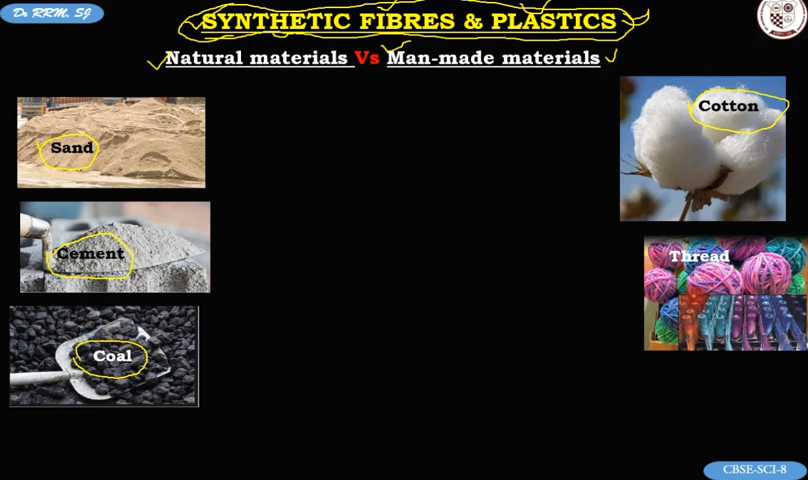 Dr RRM, SJ
SYNTHETIC FIBRES & PLASTICS
Natural materials Vs Man-made materials
Sand
Cement
Coal
Cotton
Thread
CBSE-SCI-8